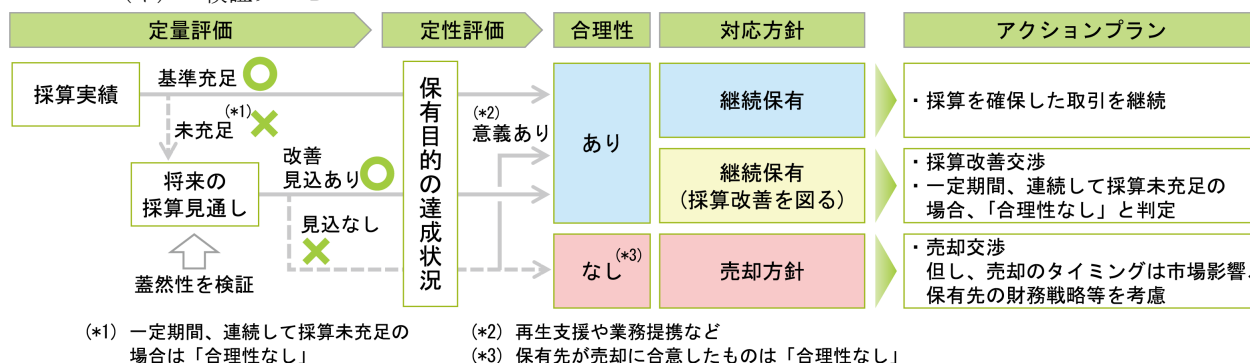 定量評価
定性評価
合理性
対応方針
アクションプラン
採算実績
基準充足
未充足(*1)
将来の
採算見通し
改善
見込あり
見込なし
蓋然性を検証
保有目的の達成状況
(*2)
意義あり
あり
なし(*3)
継続保有
継続保有
(採算改善を図る)
売却方針
・採算を確保した取引を継続
・採算改善交渉
・一定期間、連続して採算未充足の
場合、「合理性なし」と判定
・売却交渉
但し、売却のタイミングは市場影響、
保有先の財務戦略等を考慮
(*1) 一定期間、連続して採算未充足の
場合は「合理性なし」
(*2) 再生支援や業務提携など
(*3) 保有先が売却に合意したものは「合理性なし」